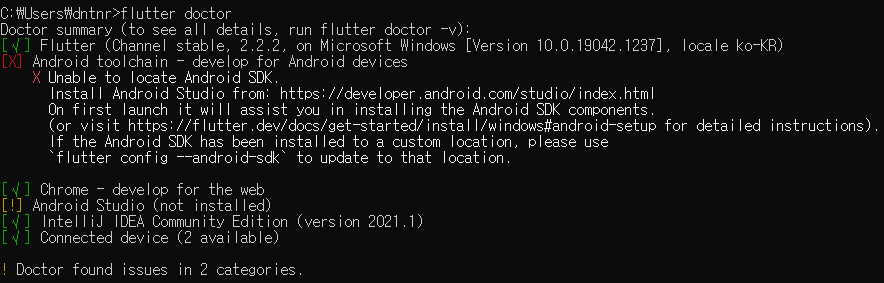 C:₩Users₩dntnr>flutter doctor
Doctor summary (to see all details, run flutter doctor -v):
[√] Flutter (Channel stable, 2.2.2, on Microsoft Windows [Version 10.0.19042.1237], locale ko-KR)
[X] Android toolchain - develop for Android devices
X Unable to locate Android SDK.
Install Android Studio from: https://developer.android.com/studio/index.html
On first launch it will assist you in installing the Android SDK components.
(or visit https://flutter.dev/docs/get-started/install/windows#android-setup for detailed instructions).
If the Android SDK has been installed to a custom location, please use
`flutter config --android-sdk` to update to that location.
[√] Chrome - develop for the web
[!] Android Studio (not installed)
[√] IntelliJ IDEA Community Edition (version 2021.1)
[√] Connected device (2 available)
! Doctor found issues in 2 categories.